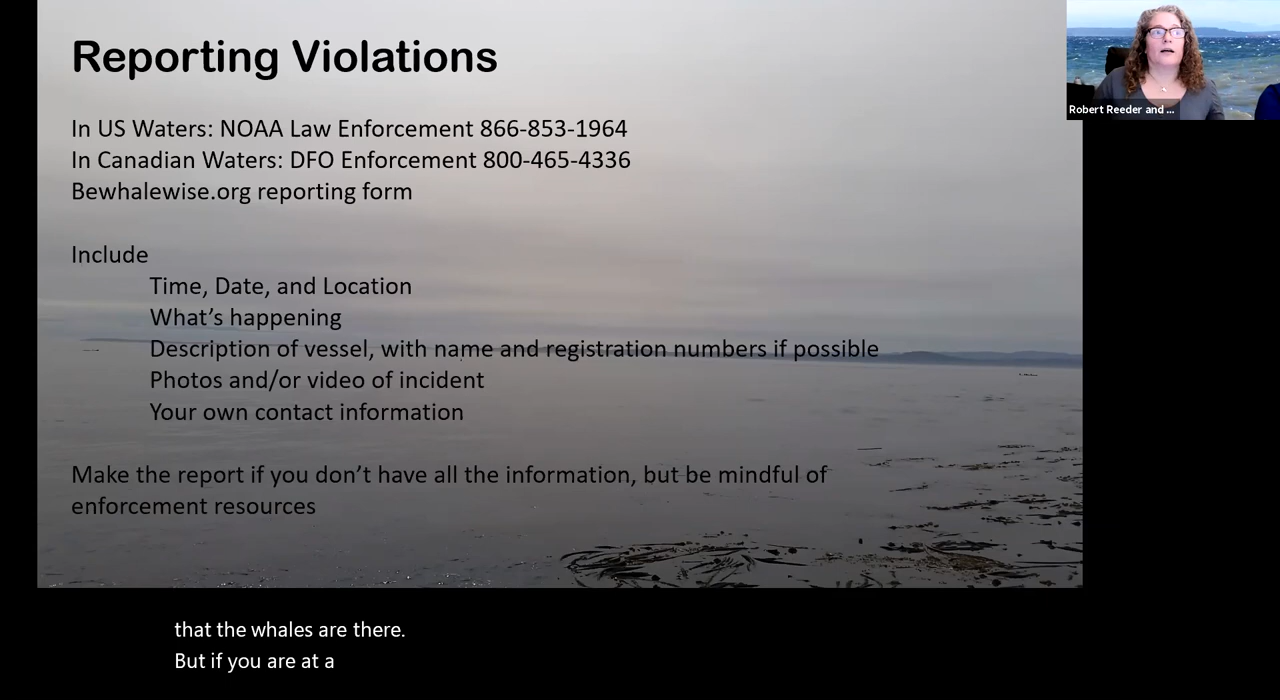 Reporting Violations
In US Waters: NOAA Law Enforcement 866-853-1964
In Canadian Waters: DFO Enforcement 800-465-4336
Bewhalewise.org reporting form
Include
Time, Date, and Location
What's happening
Description of vessel, with name and registration numbers if possible
Photos and/or video of incident
Your own contact information
Make the report if you don't have all the information, but be mindful of
enforcement resources
Robert Reeder and ...
that the whales are there.
But if you are at a